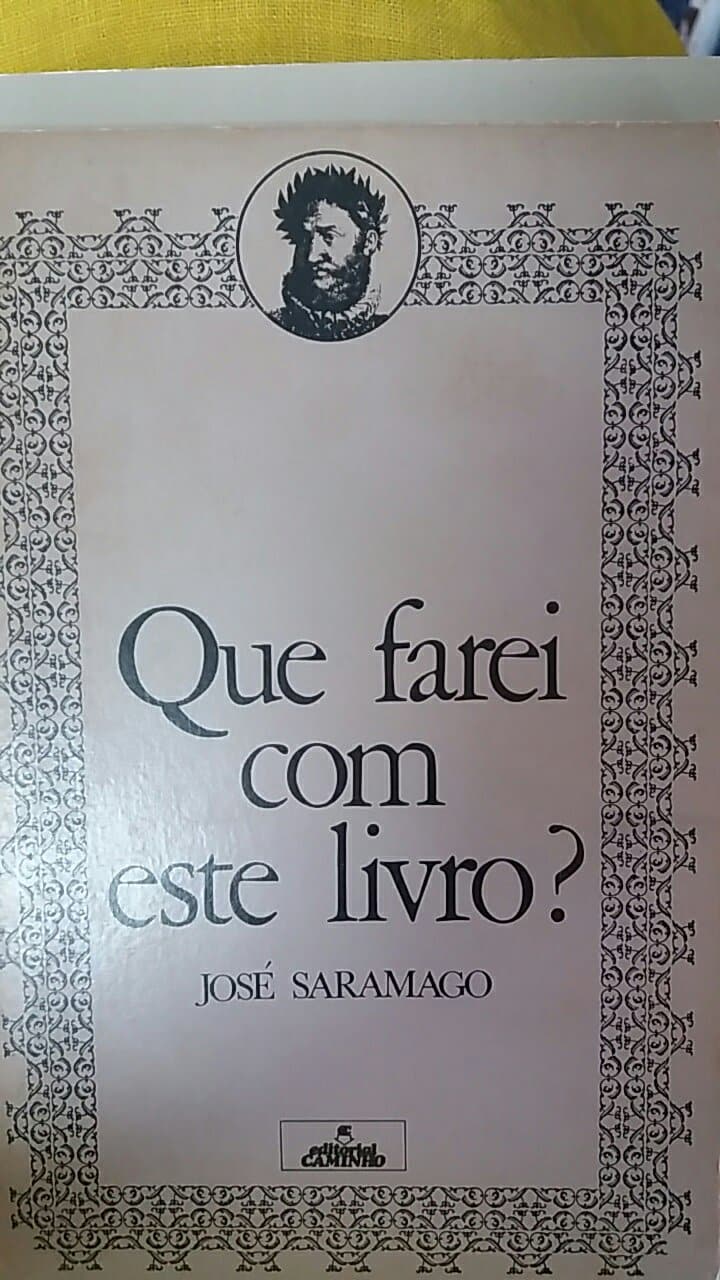 Que farei
com
este livro?
JOSÉ SARAMAGO
editorial
CAMINHO